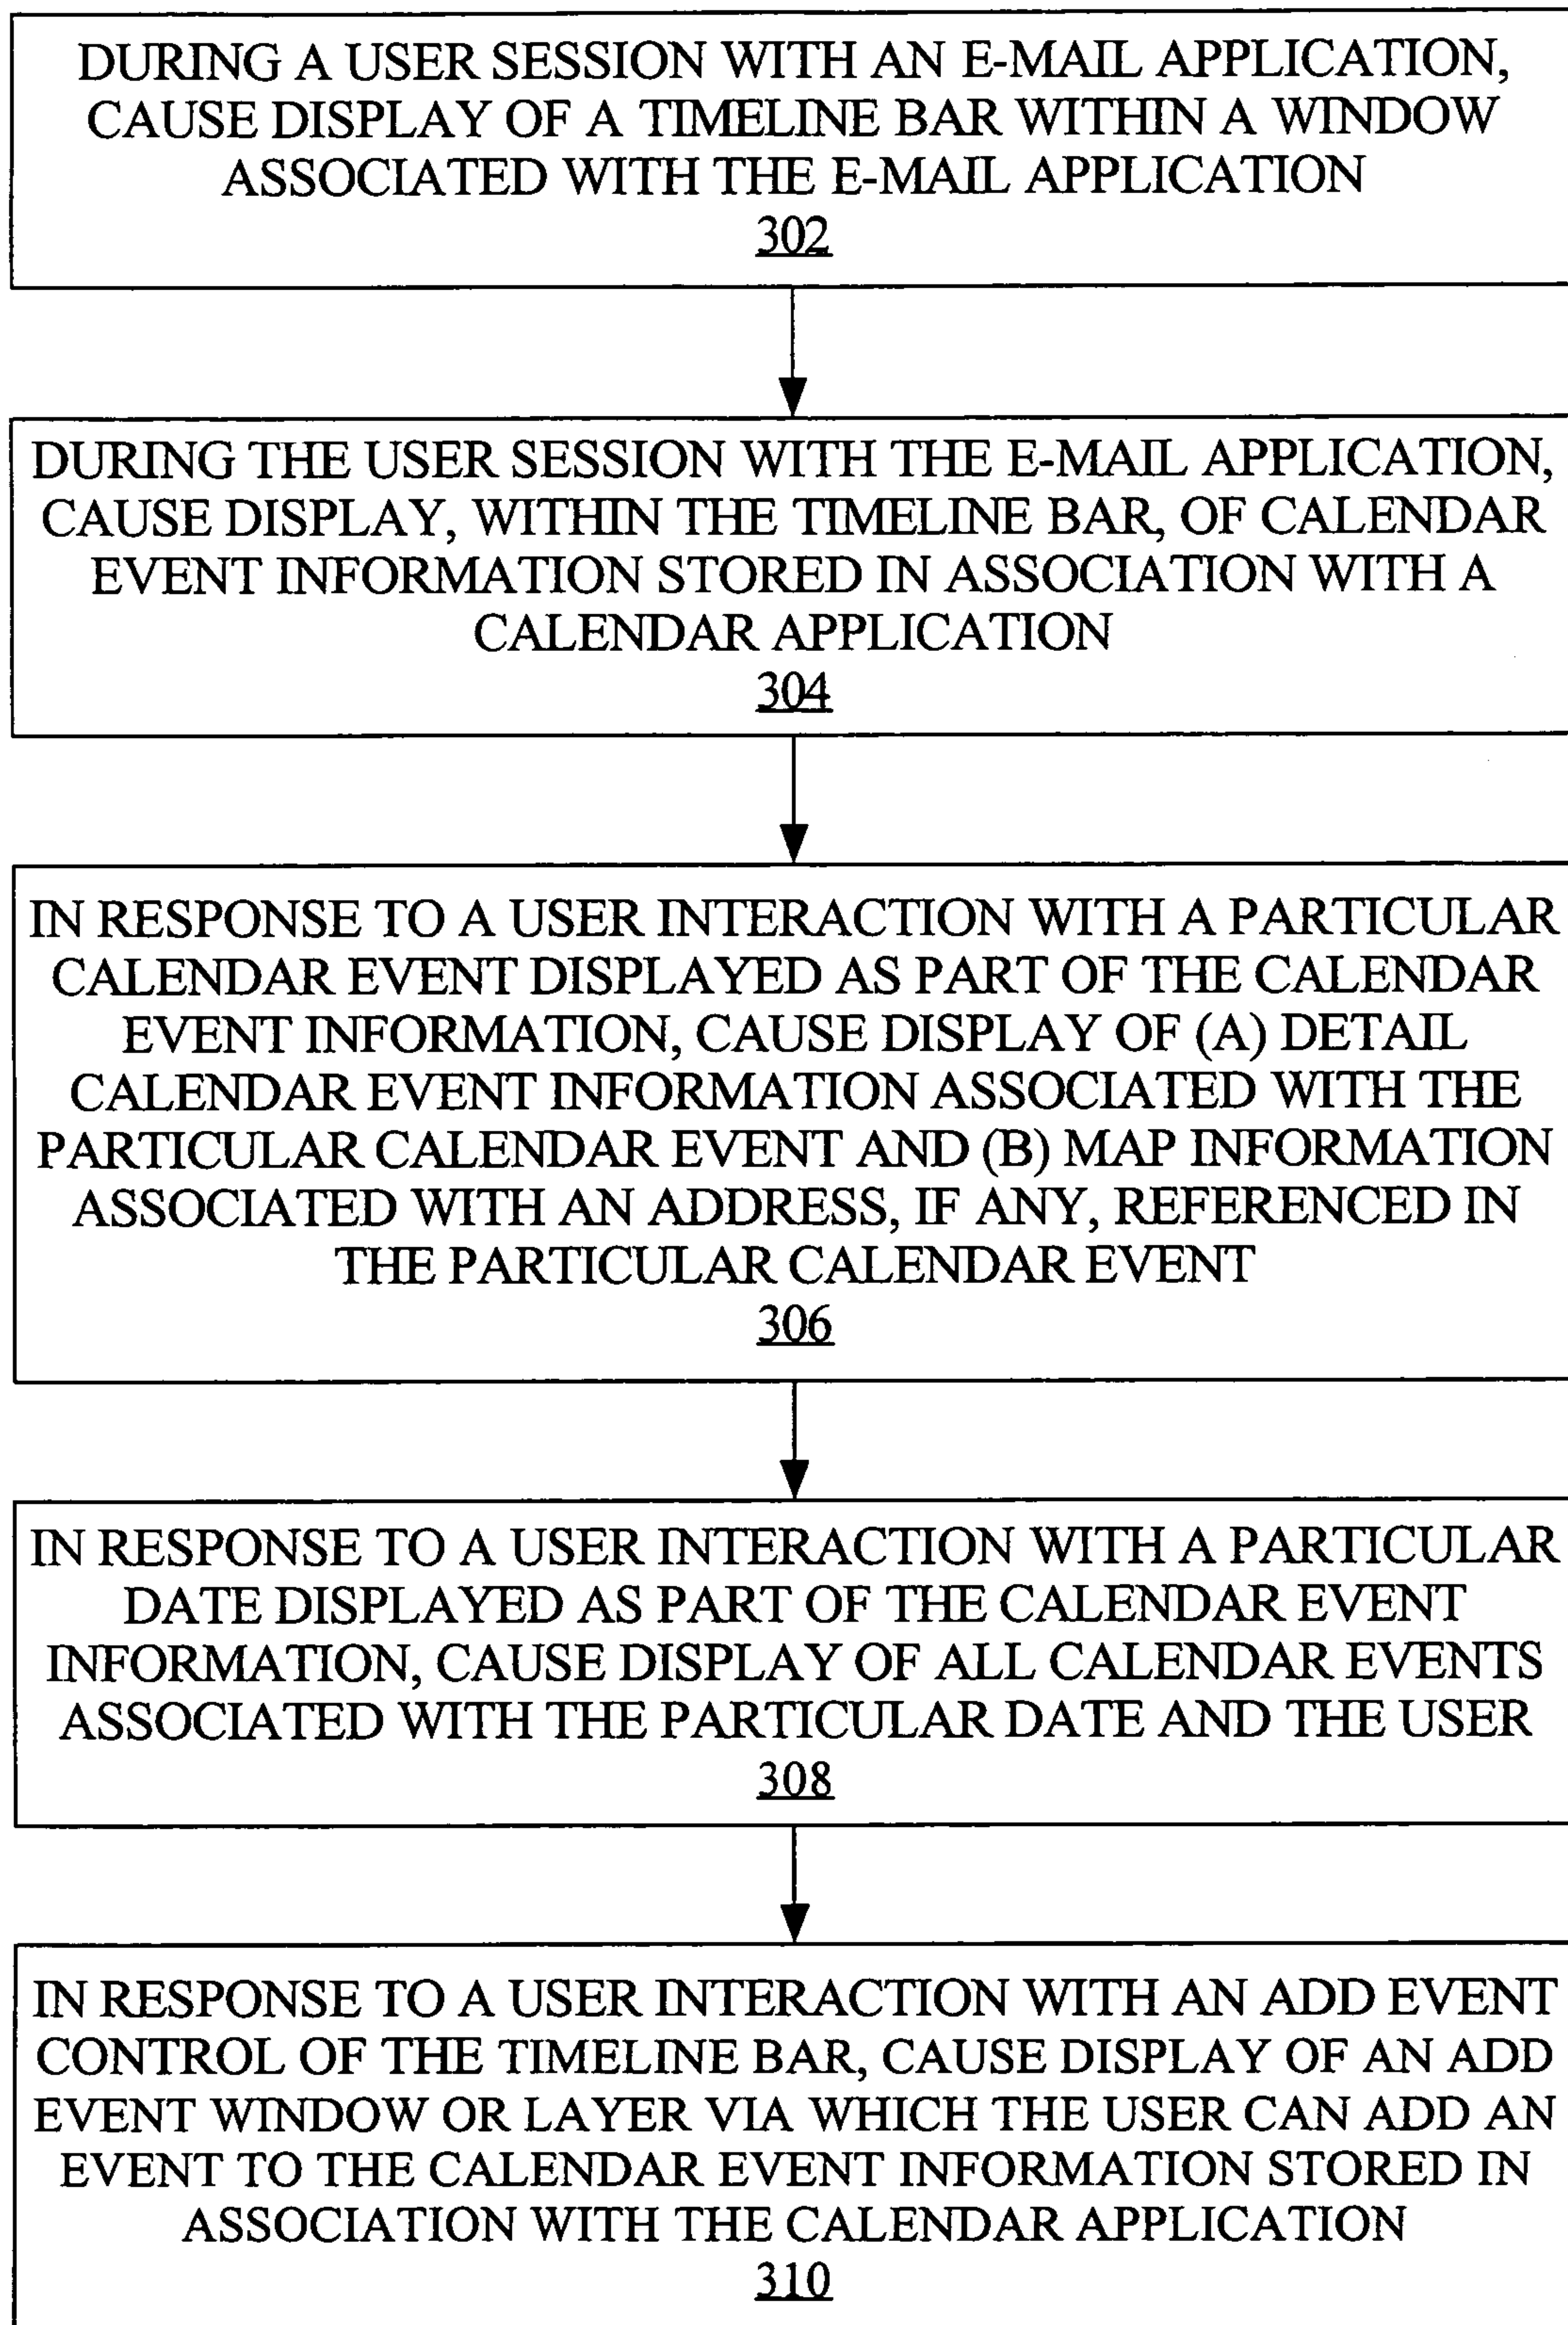 DURING A USER SESSION WITH AN E-MAIL APPLICATION,
CAUSE DISPLAY OF A TIMELINE BAR WITHIN A WINDOW
ASSOCIATED WITH THE E-MAIL APPLICATION
302
DURING THE USER SESSION WITH THE E-MAIL APPLICATION,
CAUSE DISPLAY, WITHIN THE TIMELINE BAR, OF CALENDAR
EVENT INFORMATION STORED IN ASSOCIATION WITH A
CALENDAR APPLICATION
304
IN RESPONSE TO A USER INTERACTION WITH A PARTICULAR
CALENDAR EVENT DISPLAYED AS PART OF THE CALENDAR
EVENT INFORMATION, CAUSE DISPLAY OF (A) DETAIL
CALENDAR EVENT INFORMATION ASSOCIATED WITH THE
PARTICULAR CALENDAR EVENT AND (B) MAP INFORMATION
ASSOCIATED WITH AN ADDRESS, IF ANY, REFERENCED IN
THE PARTICULAR CALENDAR EVENT
306
IN RESPONSE TO A USER INTERACTION WITH A PARTICULAR
DATE DISPLAYED AS PART OF THE CALENDAR EVENT
INFORMATION, CAUSE DISPLAY OF ALL CALENDAR EVENTS
ASSOCIATED WITH THE PARTICULAR DATE AND THE USER
308
IN RESPONSE TO A USER INTERACTION WITH AN ADD EVENT
CONTROL OF THE TIMELINE BAR, CAUSE DISPLAY OF AN ADD
EVENT WINDOW OR LAYER VIA WHICH THE USER CAN ADD AN
EVENT TO THE CALENDAR EVENT INFORMATION STORED IN
ASSOCIATION WITH THE CALENDAR APPLICATION
310